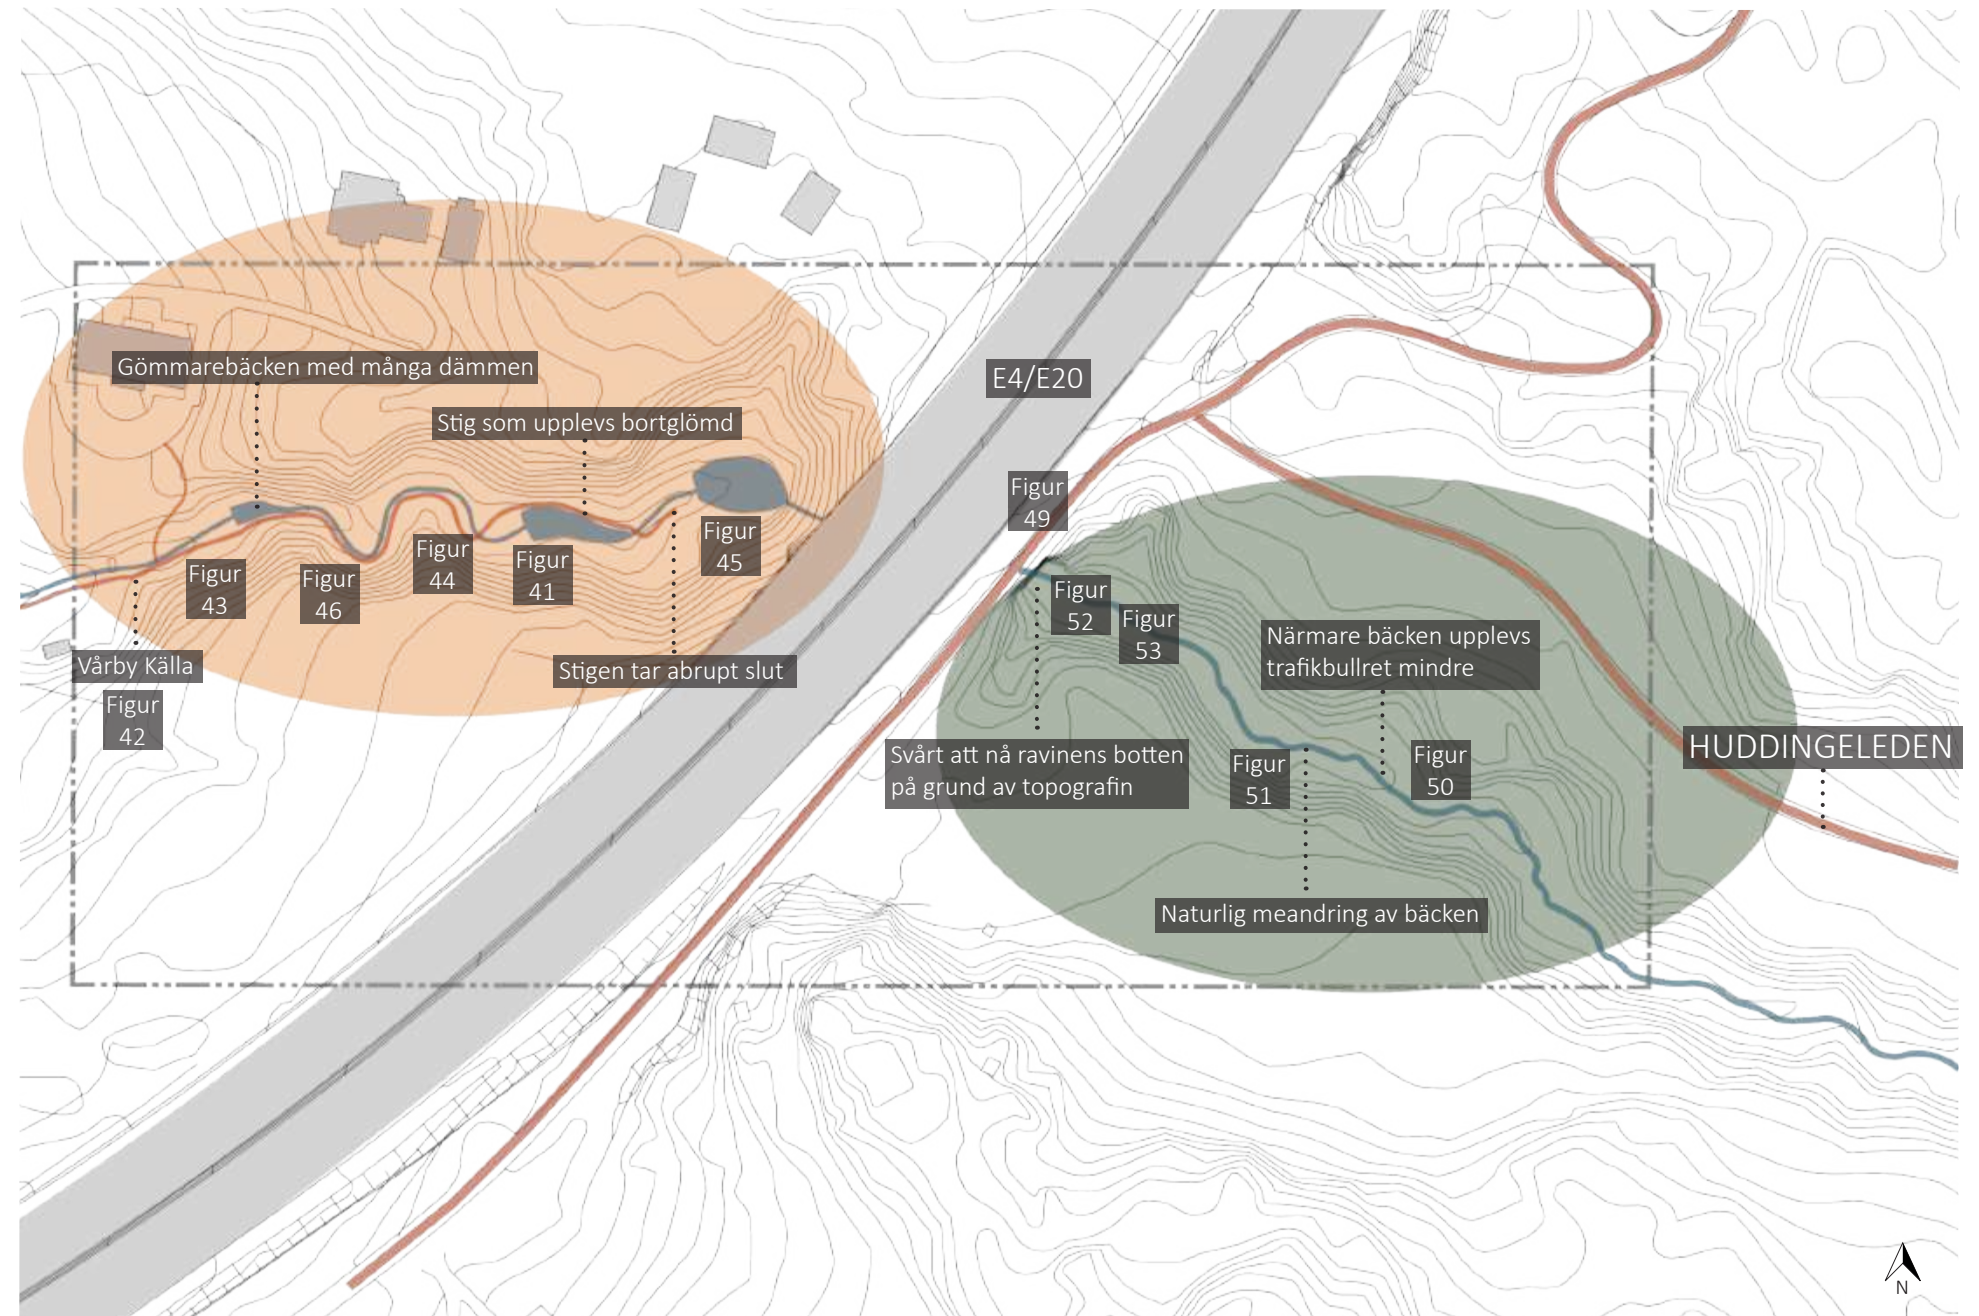 Gömmarebäcken med många dämmen
Stig som upplevs bortglömd
E4/E20
Figur
49
Figur
45
Figur
44
Figur
41
Figur
43
Figur
46
Vårby Källa
Figur
42
Stigen tar abrupt slut
Figur
52
Figur
53
Närmare bäcken upplevs
trafikbullret mindre
Svårt att nå ravinens botten
på grund av topografin
Figur
51
Figur
50
HUDDINGELEDEN
Naturlig meandring av bäcken
N